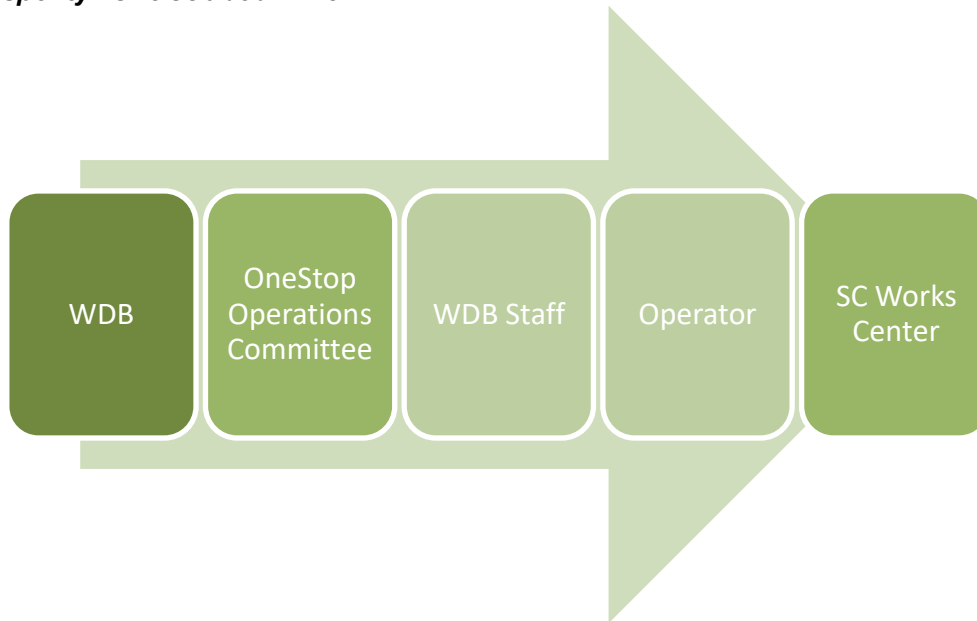 WDB
OneStop
Operations
Committee
WDB Staff
Operator
SC Works
Center